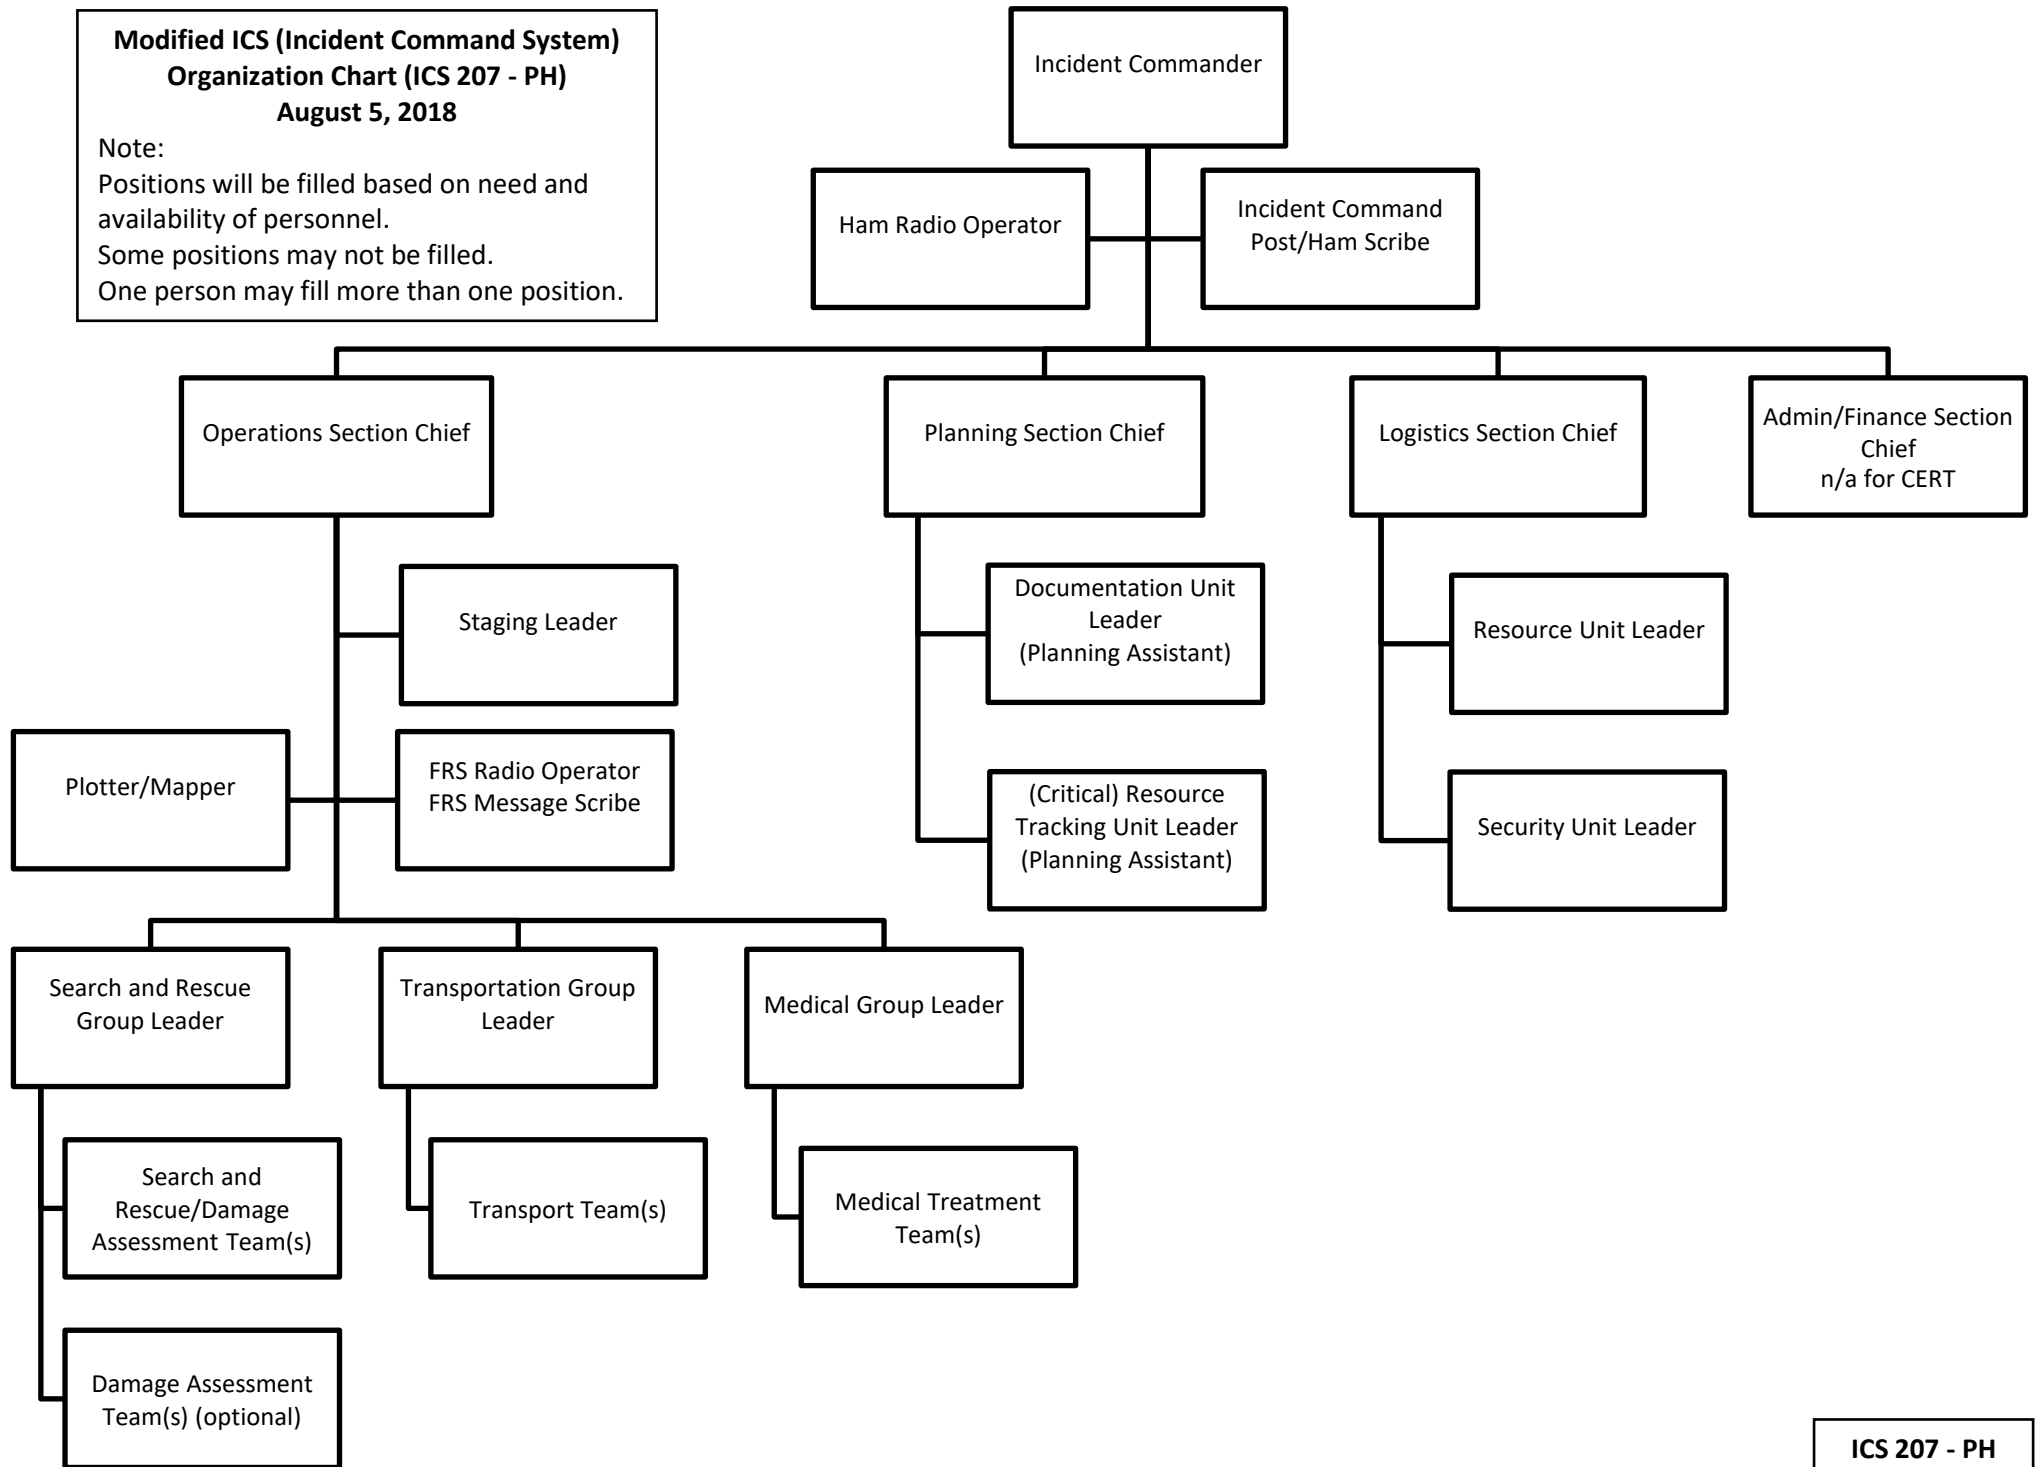 Modified ICS (Incident Command System)
Organization Chart (ICS 207 - PH)
August 5, 2018
Note:
Positions will be filled based on need and
availability of personnel.
Some positions may not be filled.
One person may fill more than one position.
Incident Commander
Ham Radio Operator
Incident Command
Post/Ham Scribe
Operations Section Chief
Planning Section Chief
Logistics Section Chief
Admin/Finance Section
Chief
n/a for CERT
Staging Leader
Documentation Unit
Leader
(Planning Assistant)
Resource Unit Leader
Plotter/Mapper
FRS Radio Operator
FRS Message Scribe
(Critical) Resource
Tracking Unit Leader
(Planning Assistant)
Security Unit Leader
Search and Rescue
Group Leader
Transportation Group
Leader
Medical Group Leader
Search and
Rescue/Damage
Assessment Team(s)
Transport Team(s)
Medical Treatment
Team(s)
Damage Assessment
Team(s) (optional)
ICS 207 - PH